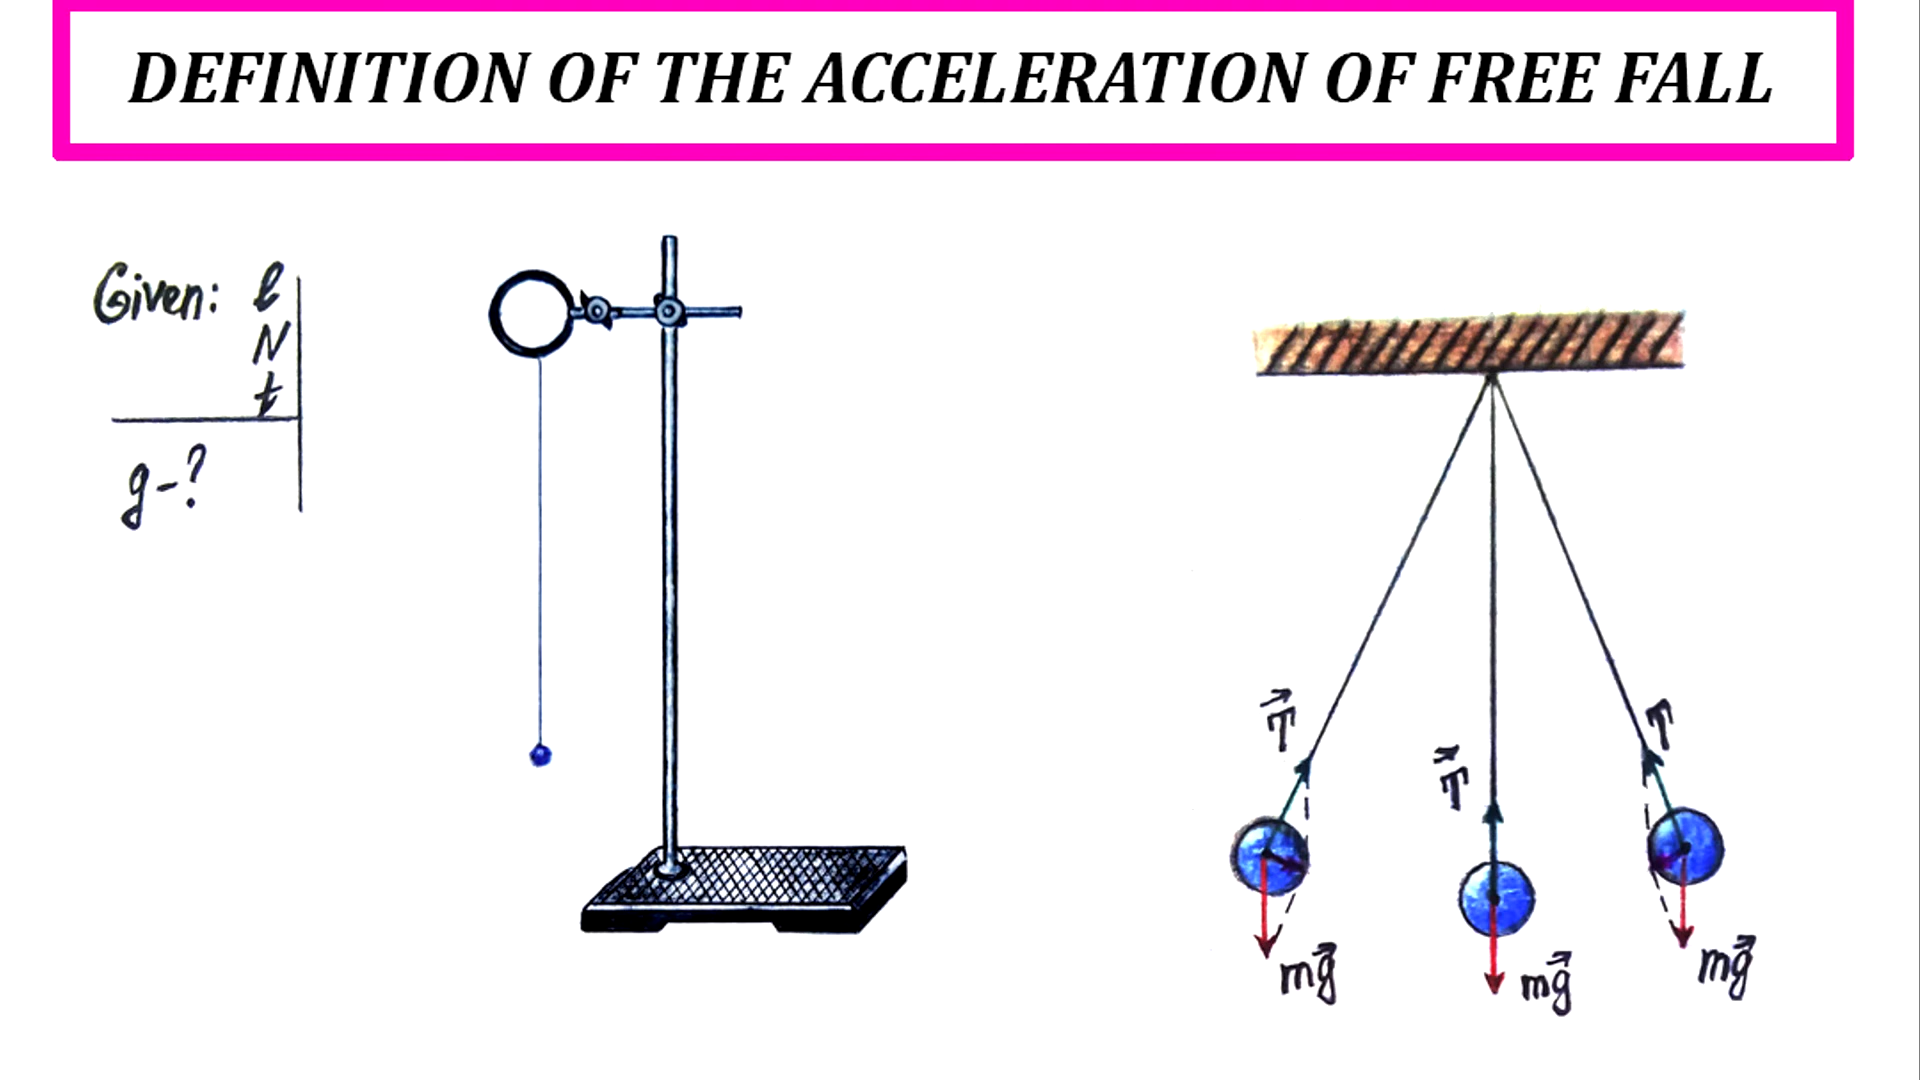 DEFINITION OF THE ACCELERATION OF FREE FALL
Given: l
N
t
g-?
T
T
T
mg
mg
mg